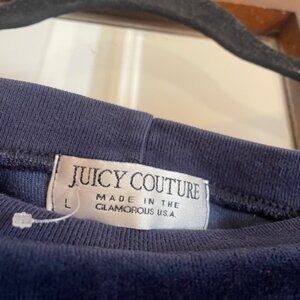 JUICY COUTURE
L MADE IN THE
GLAMOROUS U.S.A.